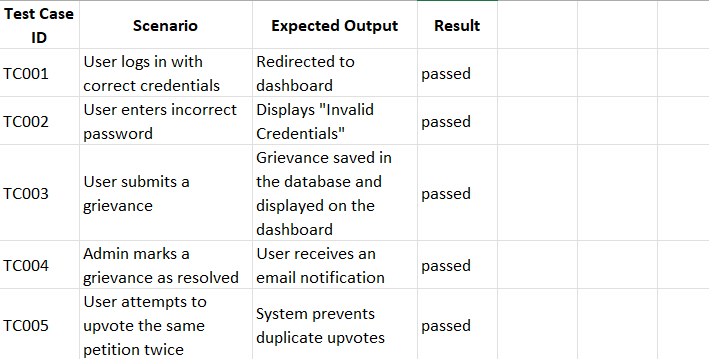 Test Case ID Scenario Expected Output Result
TC001 User logs in with correct credentials Redirected to dashboard passed
TC002 User enters incorrect password Displays "Invalid Credentials" passed
TC003 User submits a grievance Grievance saved in the database and displayed on the dashboard passed
TC004 Admin marks a grievance as resolved User receives an email notification passed
TC005 User attempts to upvote the same petition twice System prevents duplicate upvotes passed